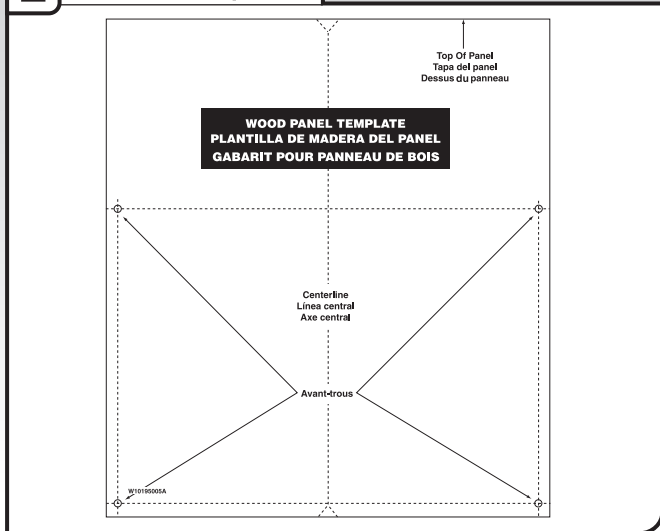 Top Of Panel
Tapa del panel
Dessus du panneau
WOOD PANEL TEMPLATE
PLANTILLA DE MADERA DEL PANEL
GABARIT POUR PANNEAU DE BOIS
Centerline
Línea central
Axe central
Avant-trous
W10195005A